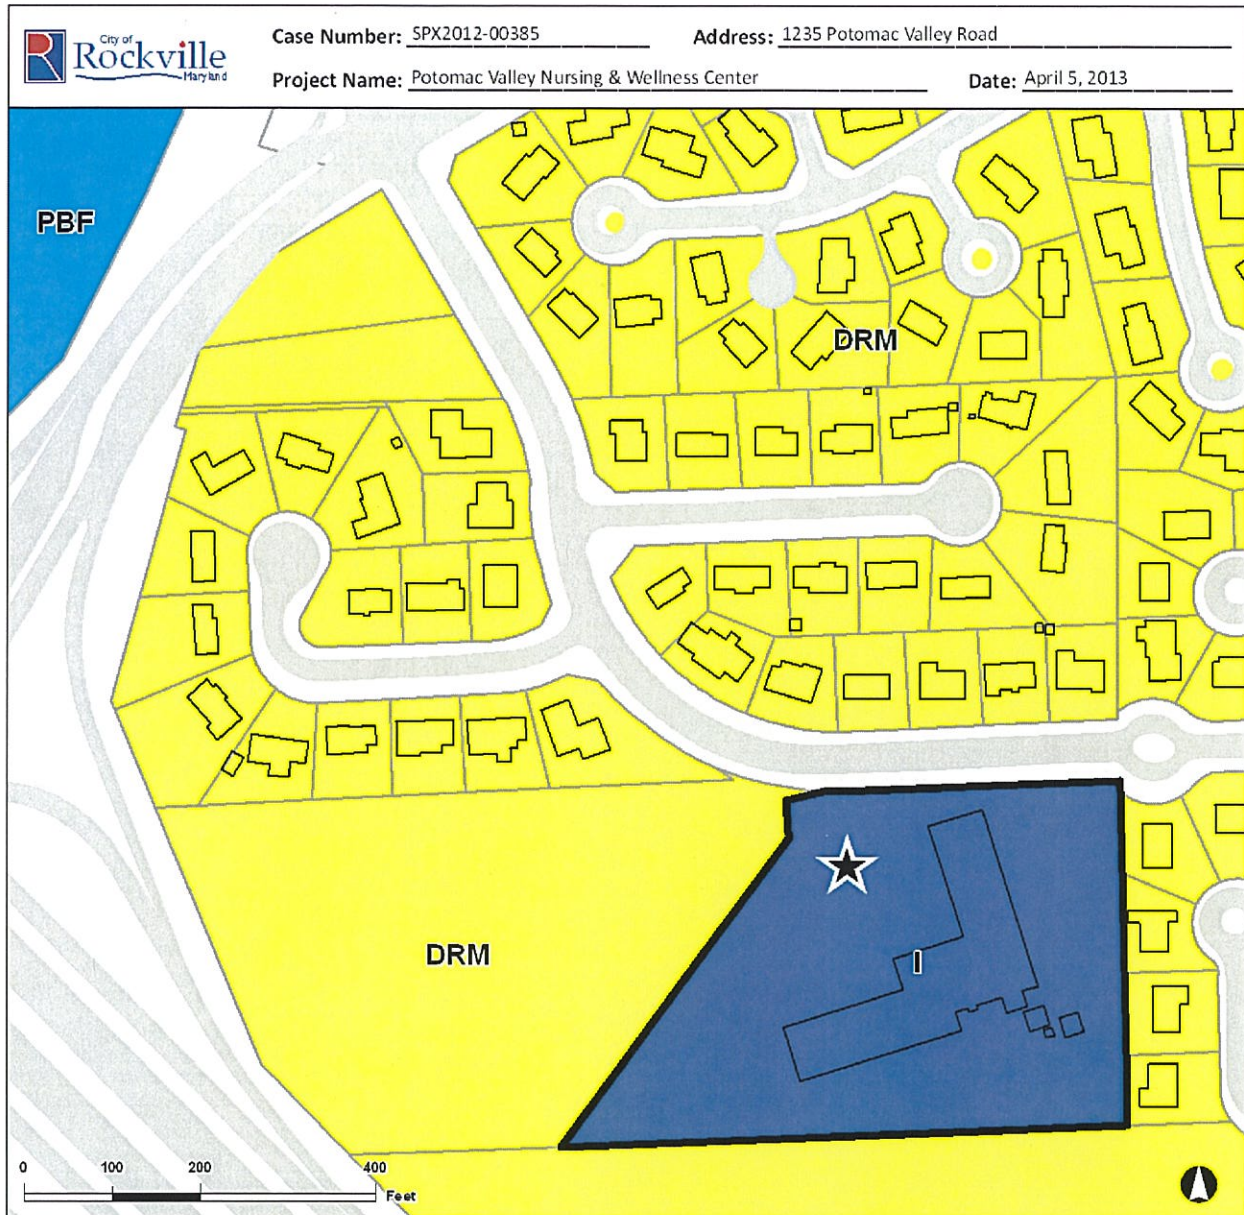 City of
Rockville
Maryland
Case Number: SPX2012-00385 Address: 1235 Potomac Valley Road
Project Name: Potomac Valley Nursing & Wellness Center Date: April 5, 2013
PBF
DRM
DRM
I
0 100 200 400
Feet